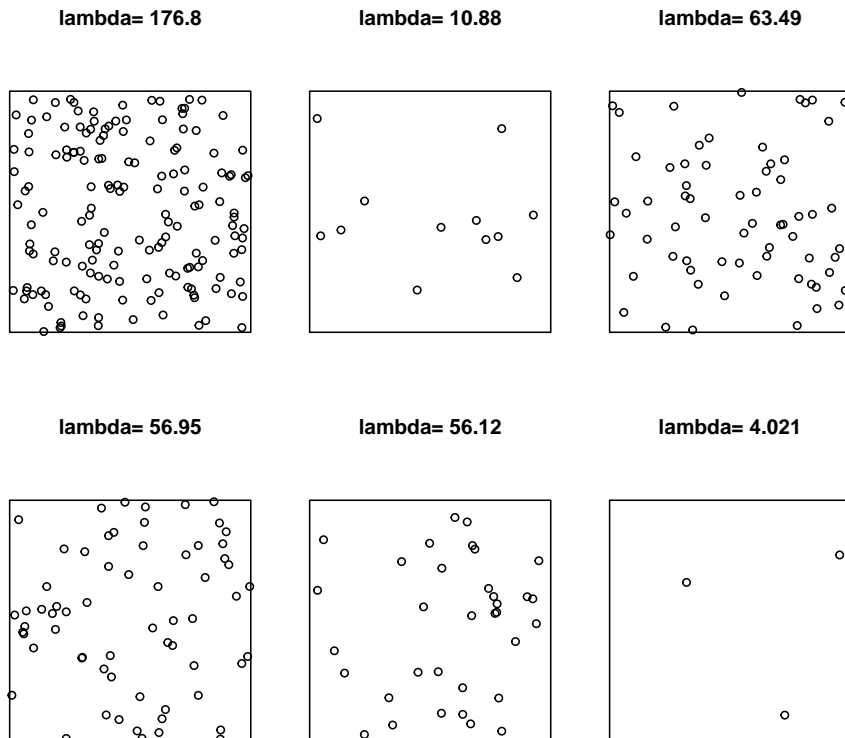 lambda= 176.8
lambda= 10.88
lambda= 63.49
lambda= 56.95
lambda= 56.12
lambda= 4.021